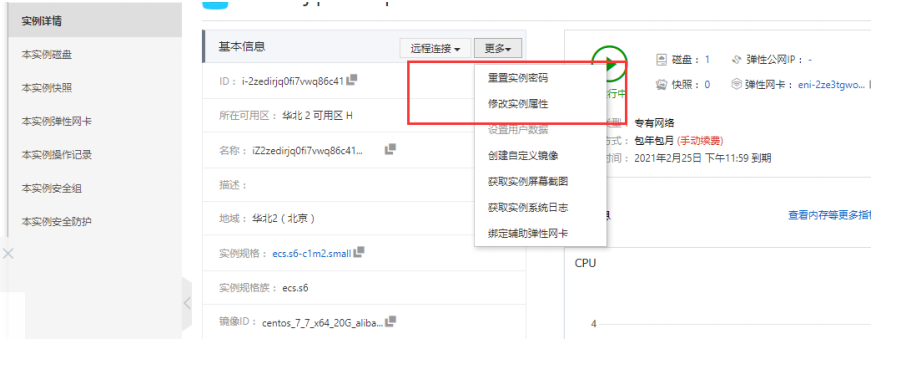 实例详情
本实例磁盘
本实例快照
本实例弹性网卡
本实例操作记录
本实例安全组
本实例安全防护
基本信息
远程连接
更多
ID： i-2zedirjq0fi7vwq86c41
所在可用区： 华北 2 可用区 H
名称： iZ2zedirjq0fi7vwq86c41...
描述：
地域： 华北2（北京）
实例规格： ecs.s6-c1m2.small
实例规格族： ecs.s6
镜像ID： centos_7_7_x64_20G_aliba...
重置实例密码
修改实例属性
设置用户数据
创建自定义镜像
获取实例屏幕截图
获取实例系统日志
绑定辅助弹性网卡
行中
磁盘： 1
弹性公网IP： -
快照： 0
弹性网卡： eni-2ze3tgwo...
专有网络
方式： 包年包月 (手动续费)
时间： 2021年2月25日 下午11:59 到期
查看内存等更多指
CPU
4